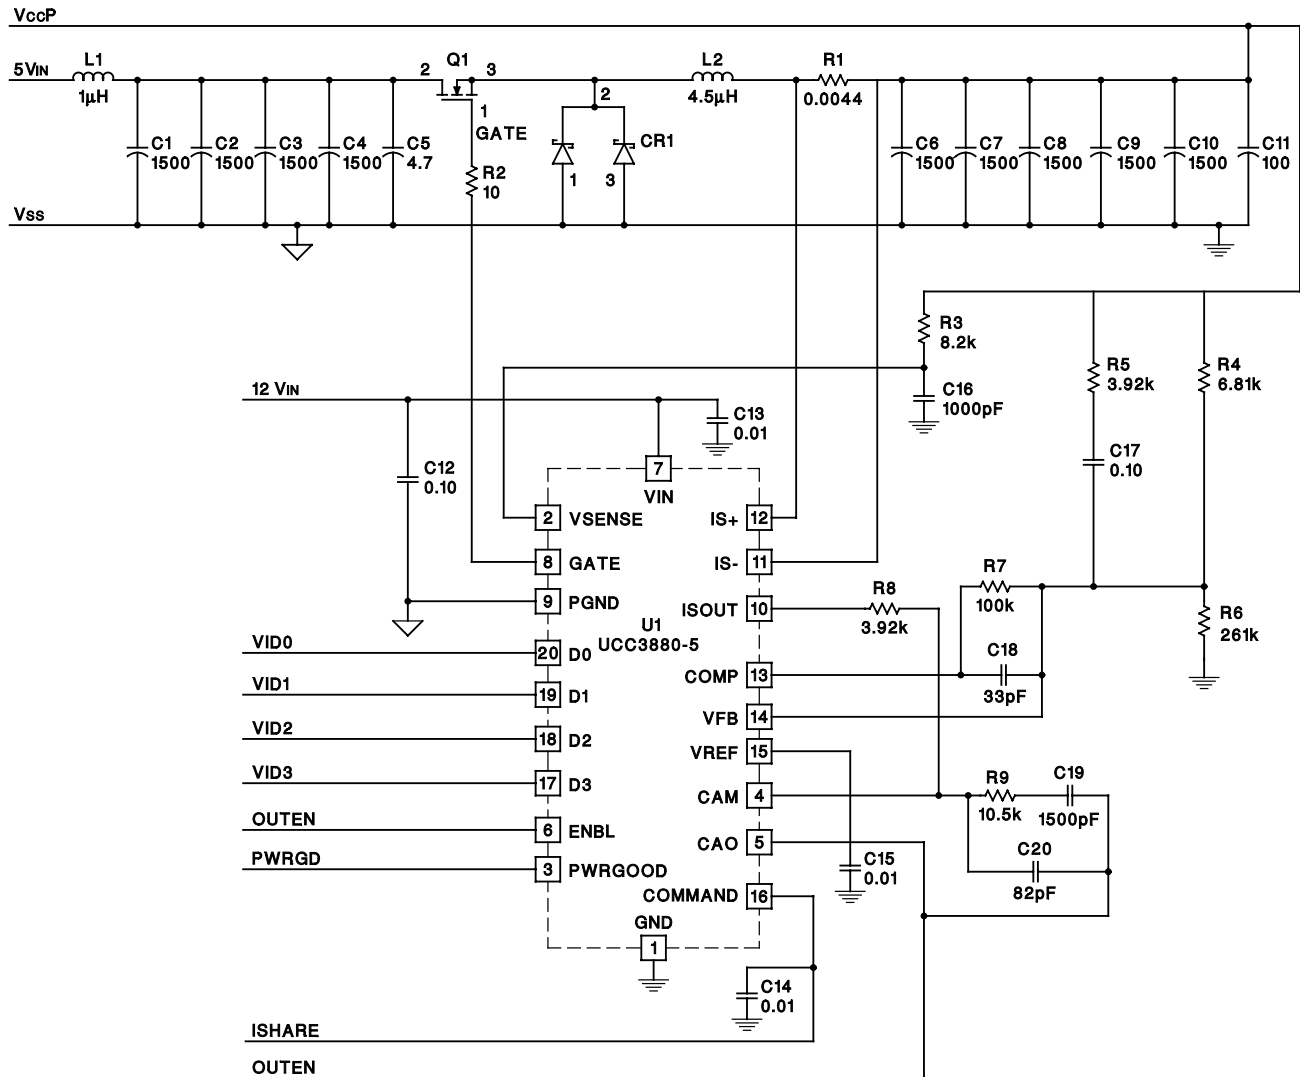 VCCP
5VIN
L1
1µH
2
Q1
3
1
GATE
R2
10
2
CR1
1
3
L2
4.5µH
R1
0.0044
C1
1500
C2
1500
C3
1500
C4
1500
C5
4.7
C6
1500
C7
1500
C8
1500
C9
1500
C10
1500
C11
100
VSS
R3
8.2k
C16
1000pF
R5
3.92k
R4
6.81k
C17
0.10
12 VIN
C13
0.01
C12
0.10
7
VIN
2 VSENSE
IS+ 12
8 GATE
IS- 11
9 PGND
ISOUT 10
U1
UCC3880-5
R8
3.92k
R7
100k
C18
33pF
R6
261k
VID0
20 D0
COMP 13
VID1
19 D1
VFB 14
VID2
18 D2
VREF 15
VID3
17 D3
CAM 4
R9
10.5k
C19
1500pF
C20
82pF
OUTEN
6 ENBL
CAO 5
PWRGD
3 PWRGOOD
C15
0.01
COMMAND 16
GND
1
C14
0.01
ISHARE
OUTEN